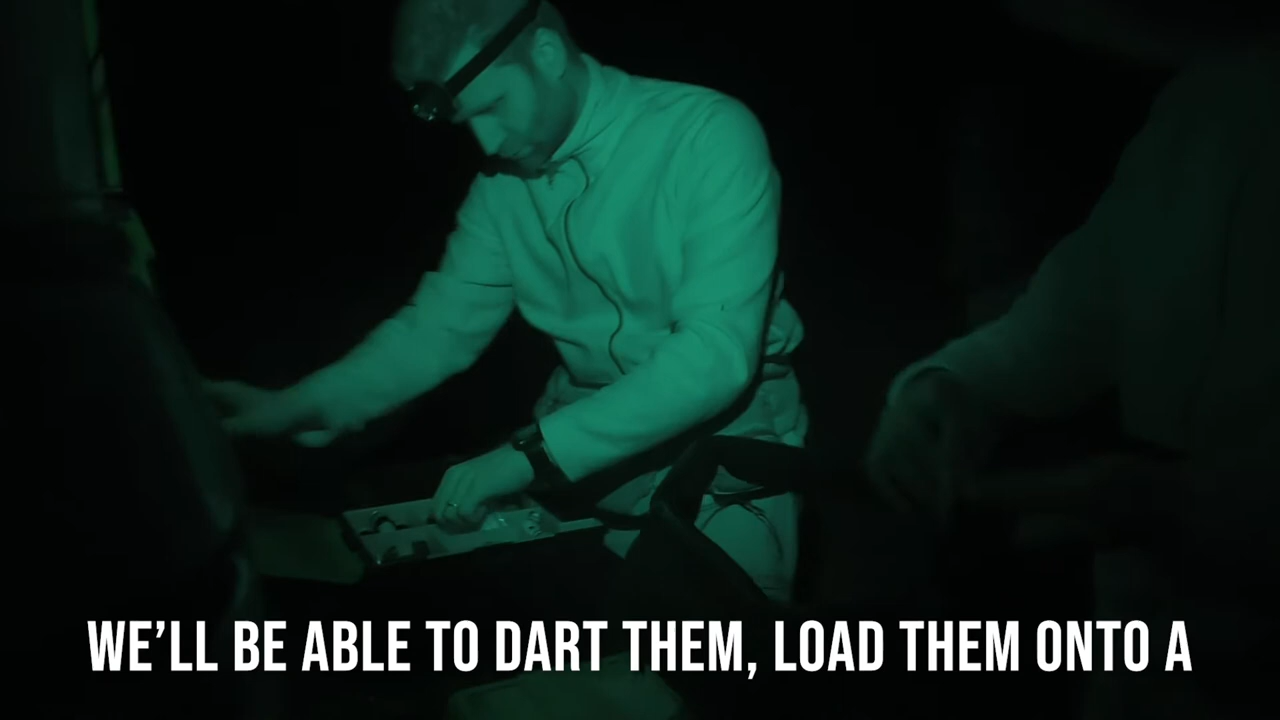 WE’LL BE ABLE TO DART THEM, LOAD THEM ONTO A